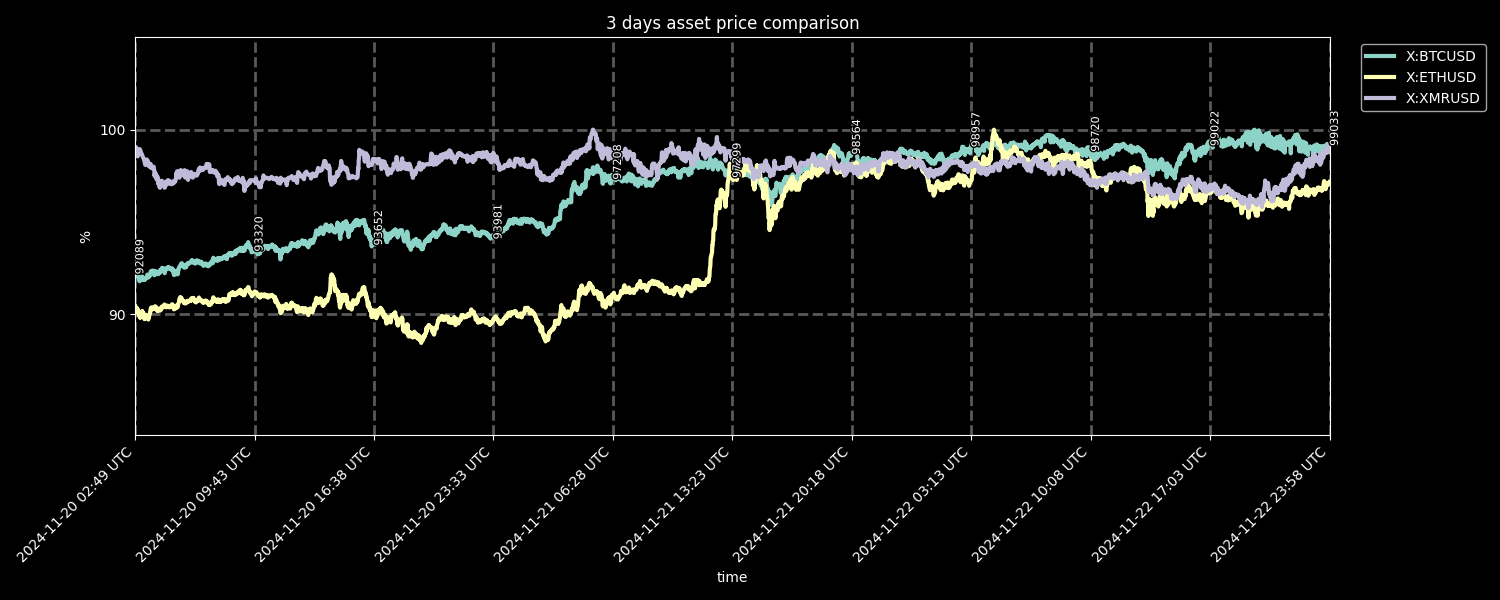 3 days asset price comparison
X:BTCUSD
X:ETHUSD
X:XMRUSD
100
90
%
92089
93320
93652
93981
97208
97299
98564
98957
98720
99022
99033
2024-11-20 02:49 UTC
2024-11-20 09:43 UTC
2024-11-20 16:38 UTC
2024-11-20 23:33 UTC
2024-11-21 06:28 UTC
2024-11-21 13:23 UTC
2024-11-21 20:18 UTC
2024-11-22 03:13 UTC
2024-11-22 10:08 UTC
2024-11-22 17:03 UTC
2024-11-22 23:58 UTC
time